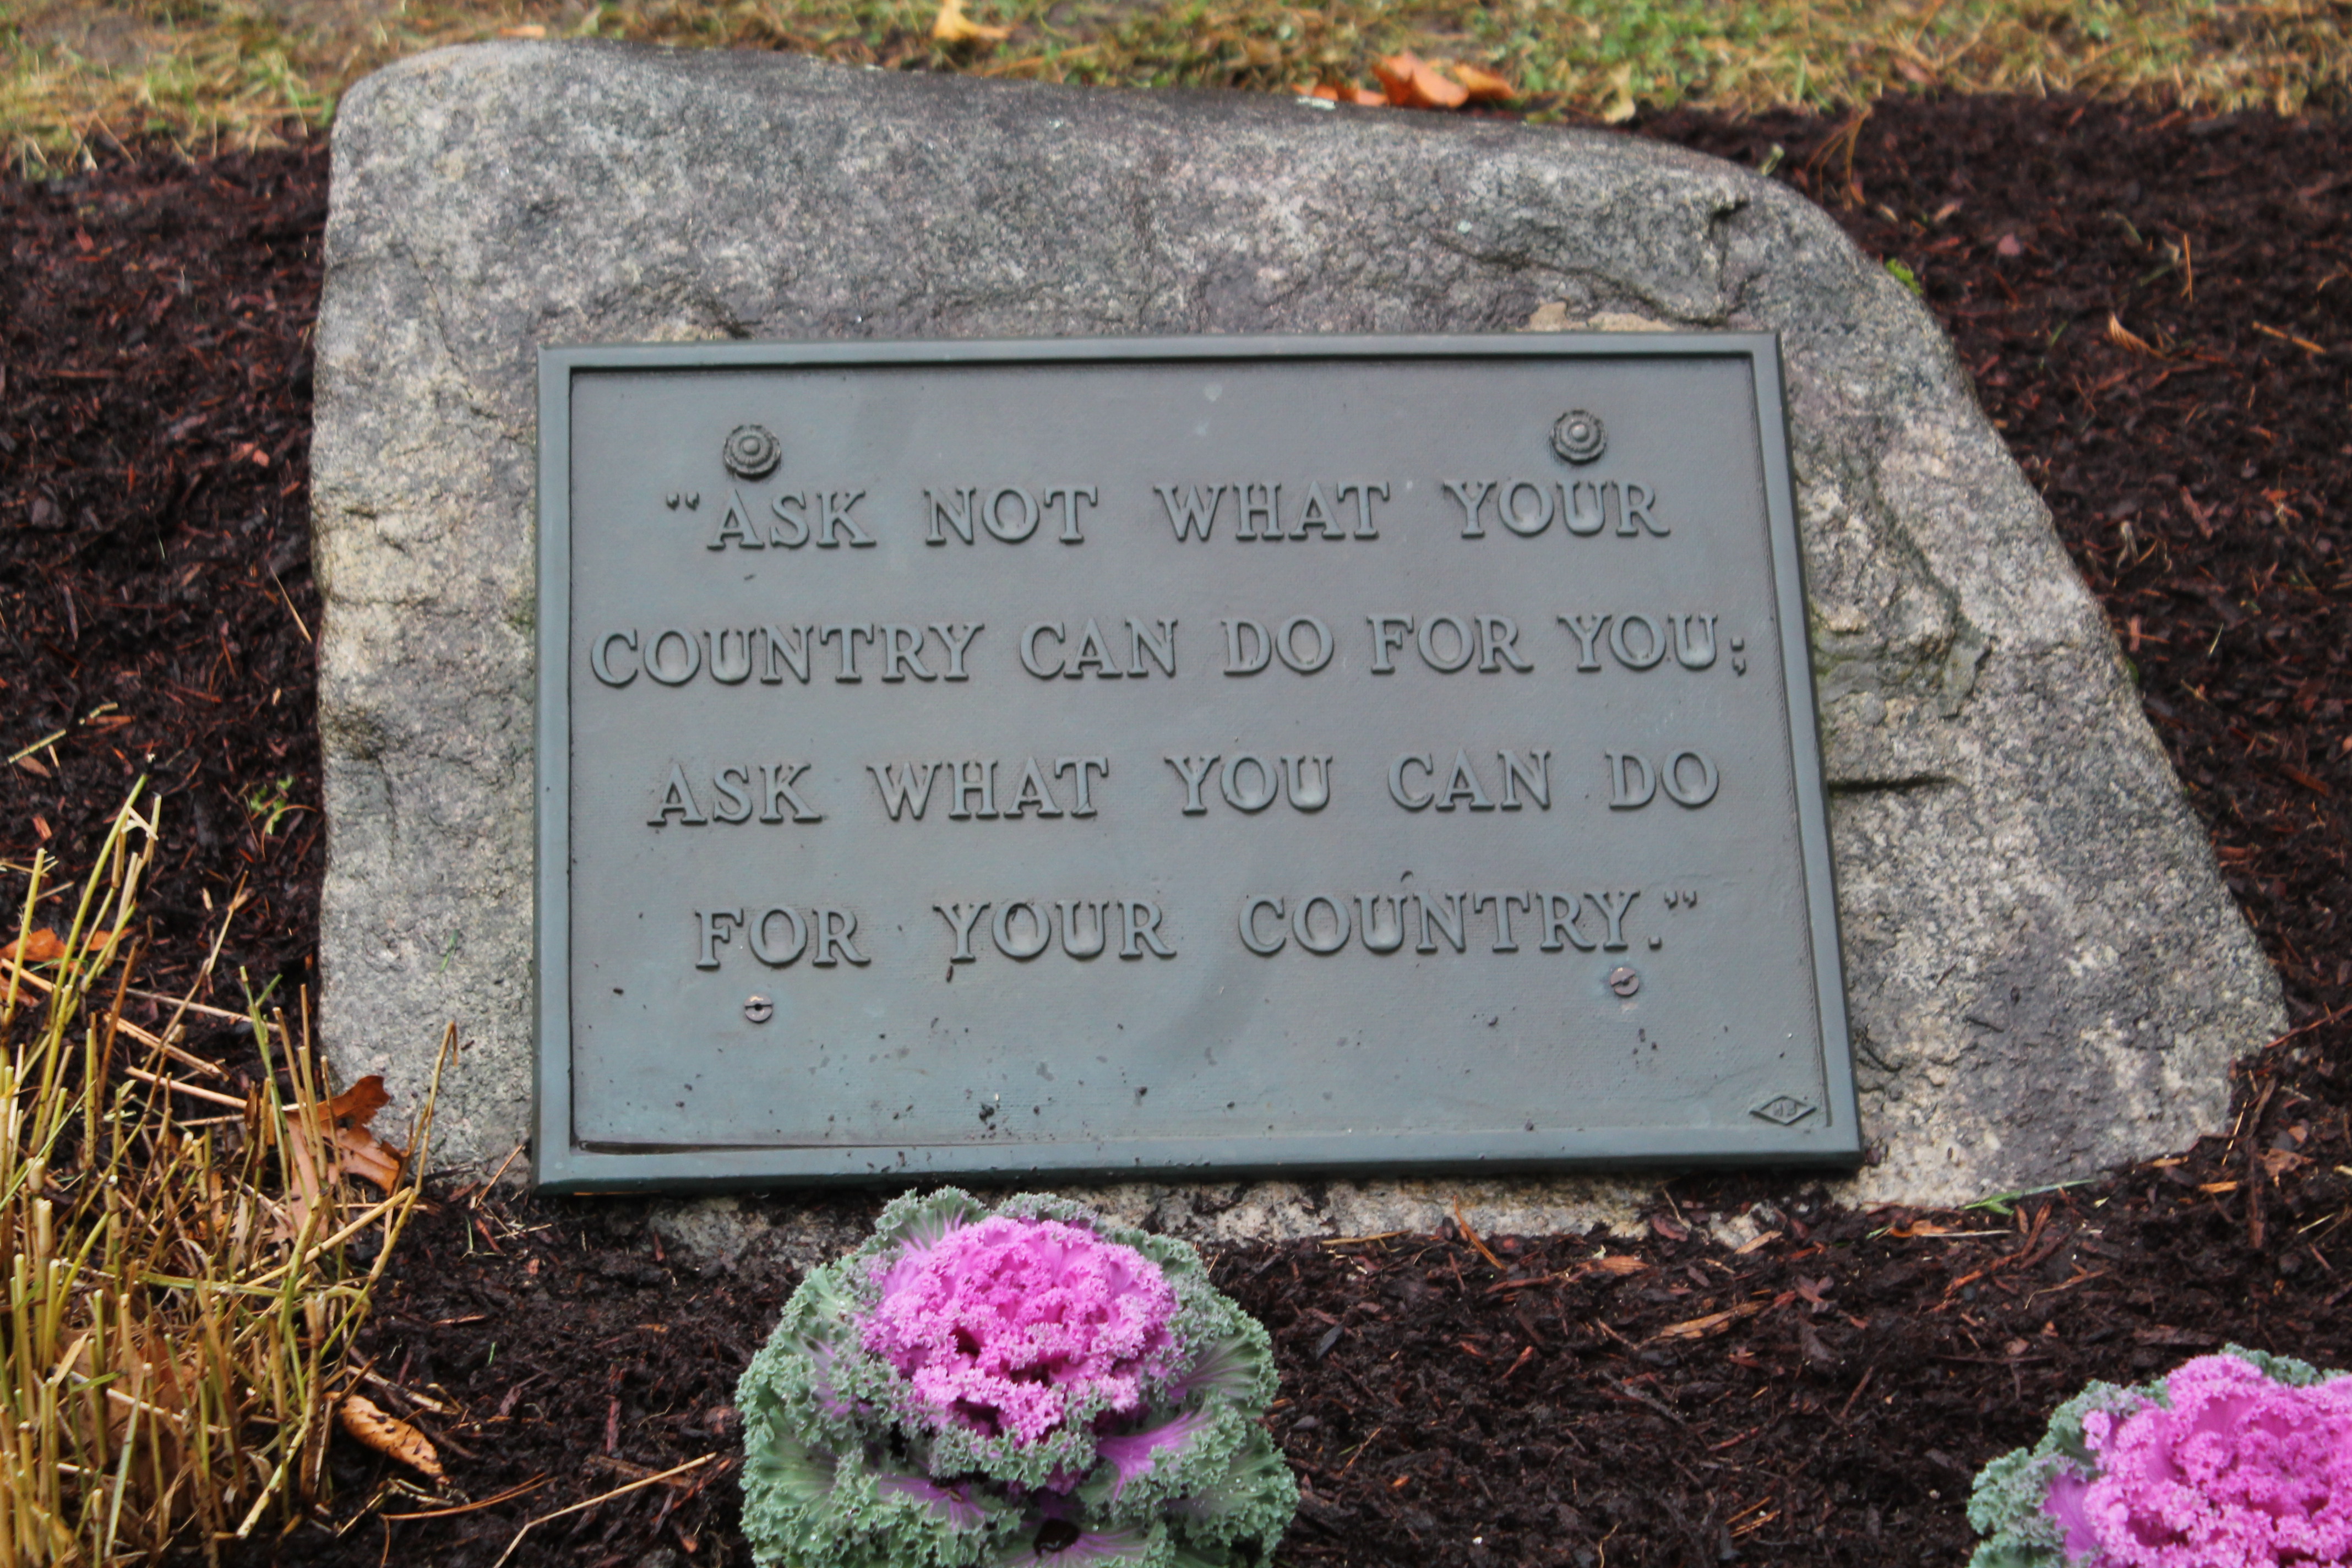 "ASK NOT WHAT YOUR
COUNTRY CAN DO FOR YOU;
ASK WHAT YOU CAN DO
FOR YOUR COUNTRY."